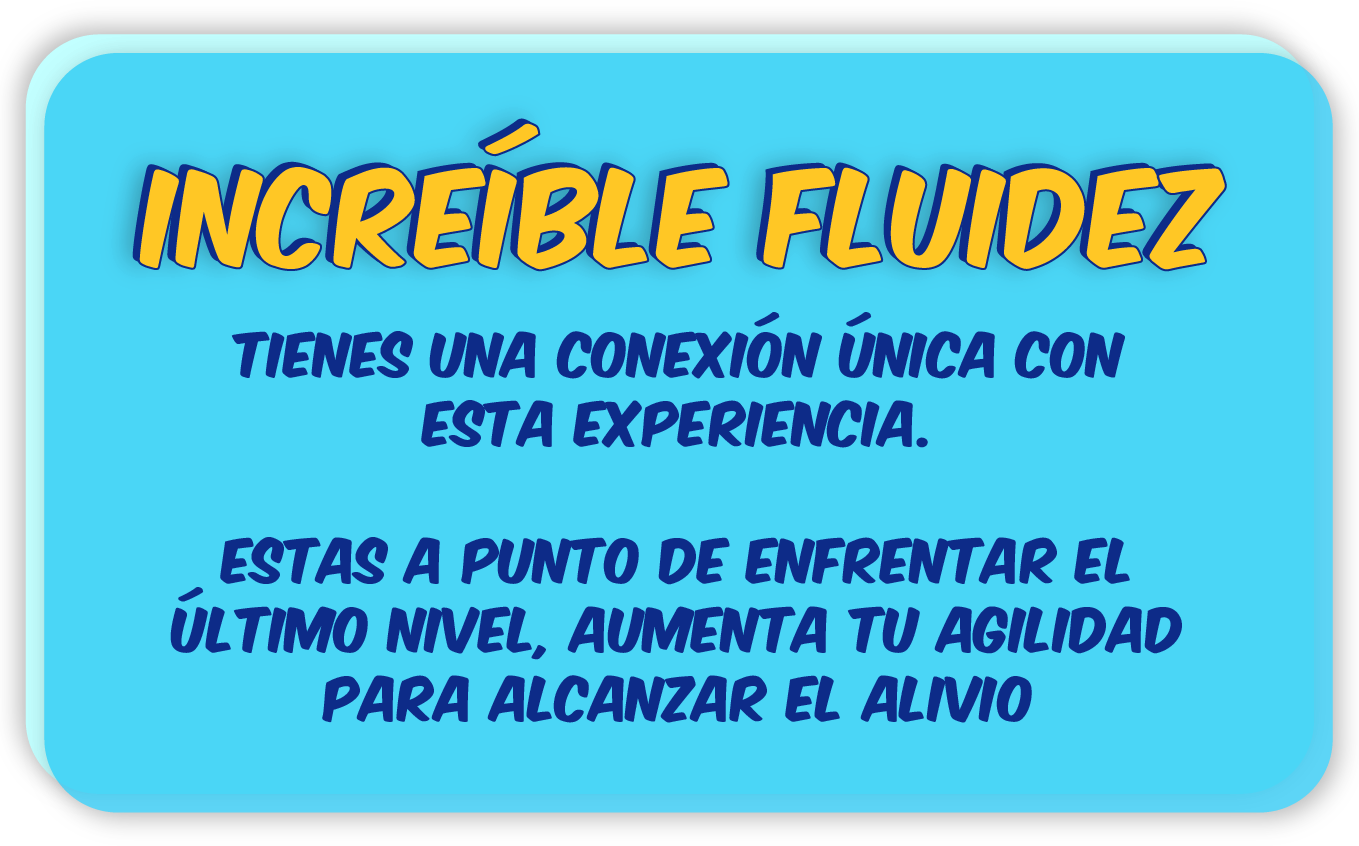 INCREÍBLE FLUIDEZ
TIENES UNA CONEXIÓN ÚNICA CON
ESTA EXPERIENCIA.
ESTAS A PUNTO DE ENFRENTAR EL
ÚLTIMO NIVEL, AUMENTA TU AGILIDAD
PARA ALCANZAR EL ALIVIO